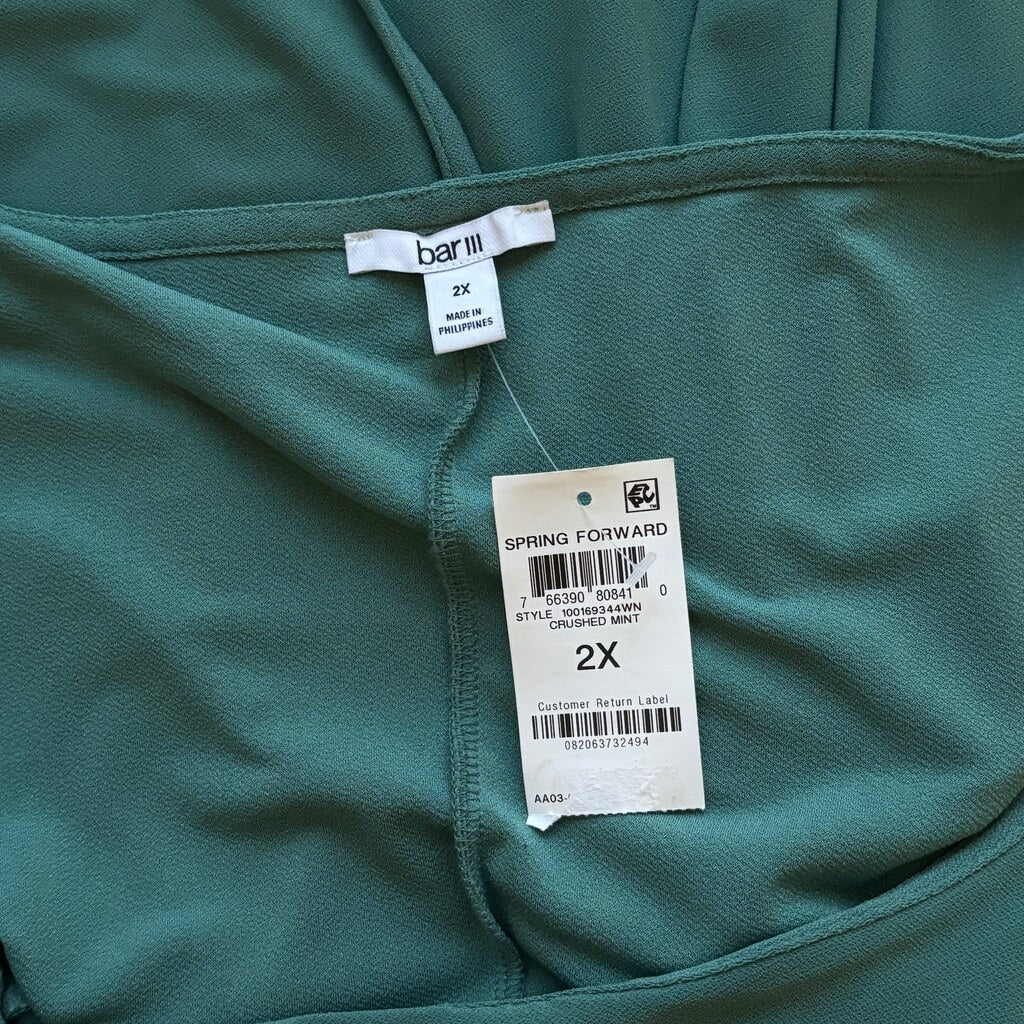 bar III
2X
MADE IN
PHILIPPINES
SPRING FORWARD
7 66390 80841 0
STYLE 100169344WN
CRUSHED MINT
2X
Customer Return Label
082063732494
AA03-